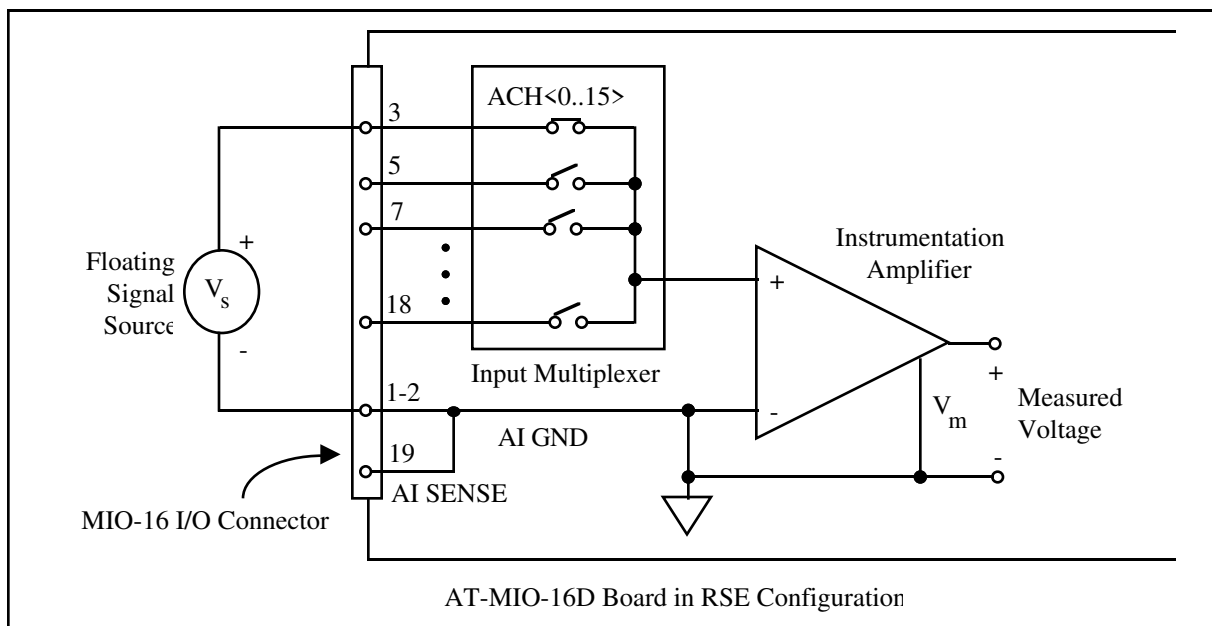 ACH<0..15>
3
5
7
18
+
Floating
Signal
Source
V
s
-
Input Multiplexer
1-2
AI GND
19
AI SENSE
MIO-16 I/O Connector
Instrumentation
Amplifier
+
-
V
m
+
Measured
Voltage
-
AT-MIO-16D Board in RSE Configuration